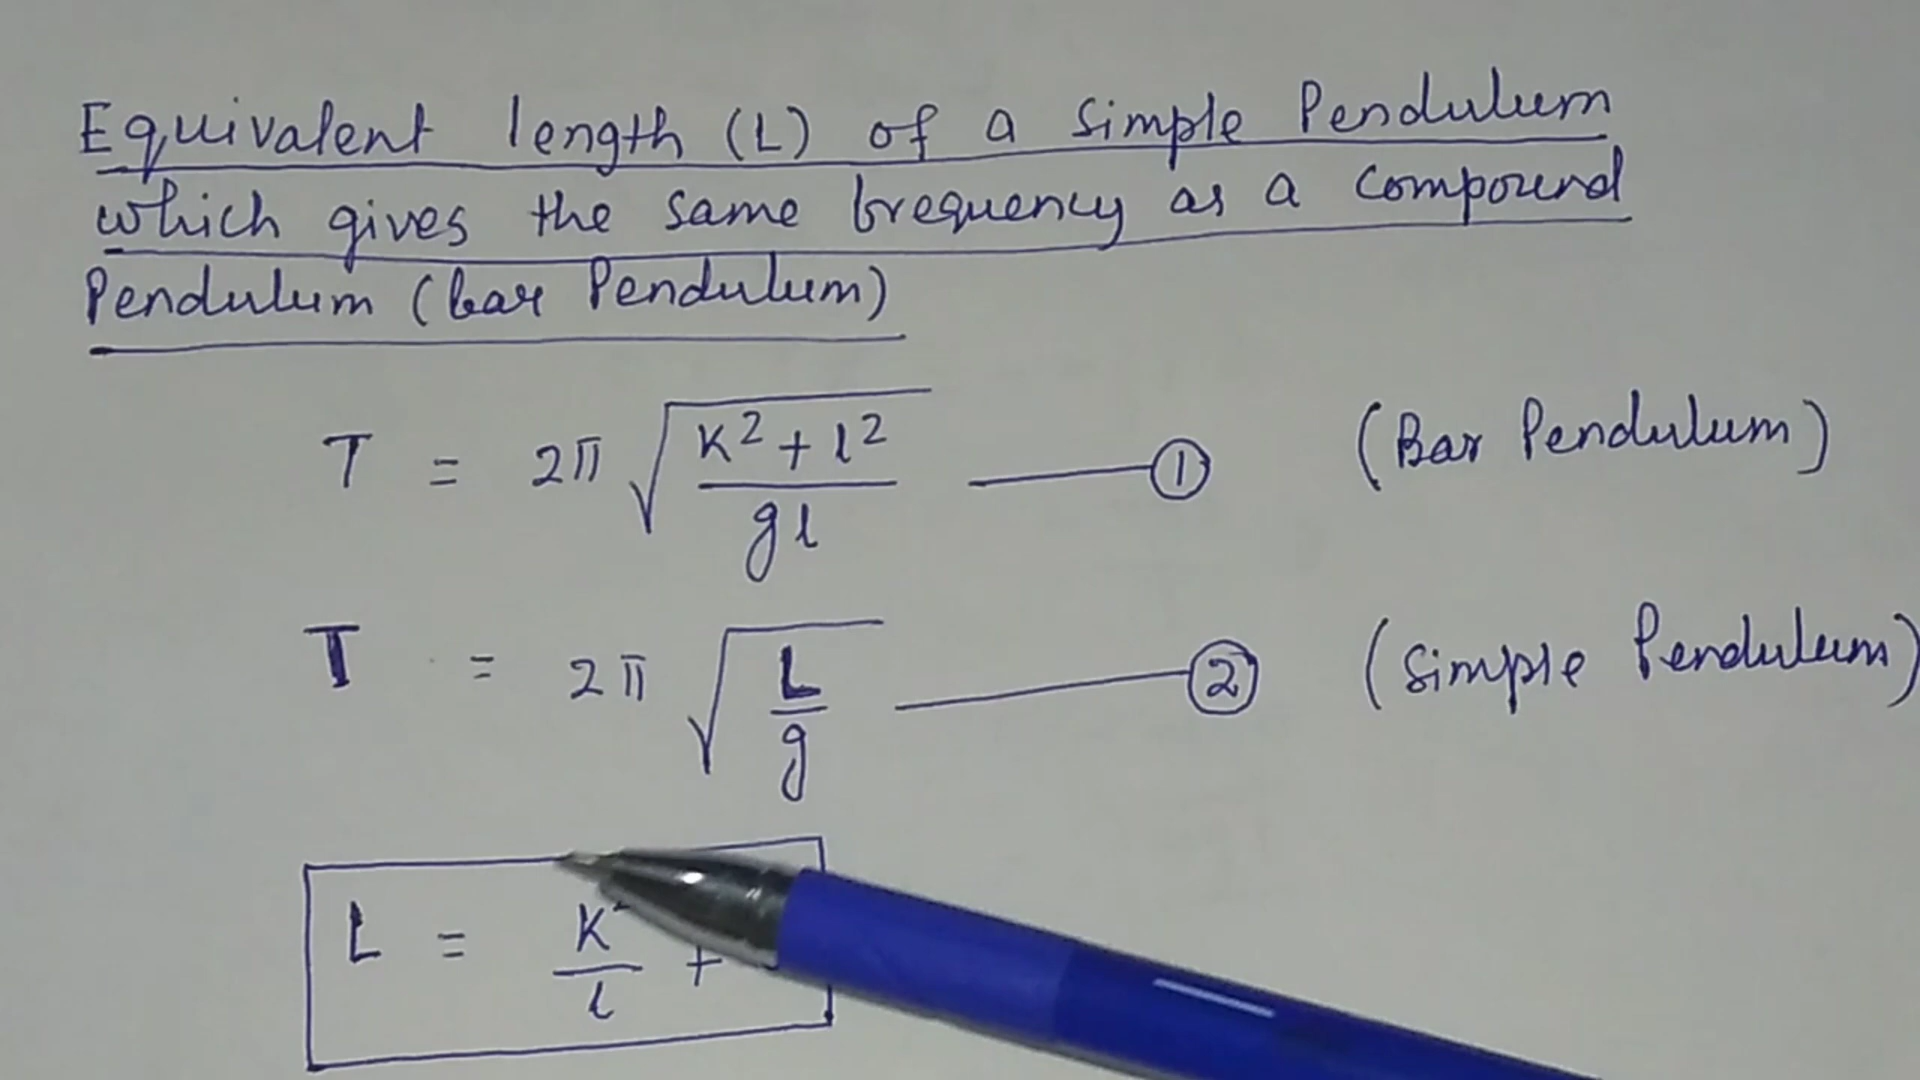 Equivalent length (L) of a simple Pendulum
which gives the same frequency as a compound
Pendulum (bar Pendulum)
T = 2π √((K² + l²)/(gl)) —— ① (Bar Pendulum)
T = 2π √(L/g) —— ② (Simple Pendulum)
L = K²/l +